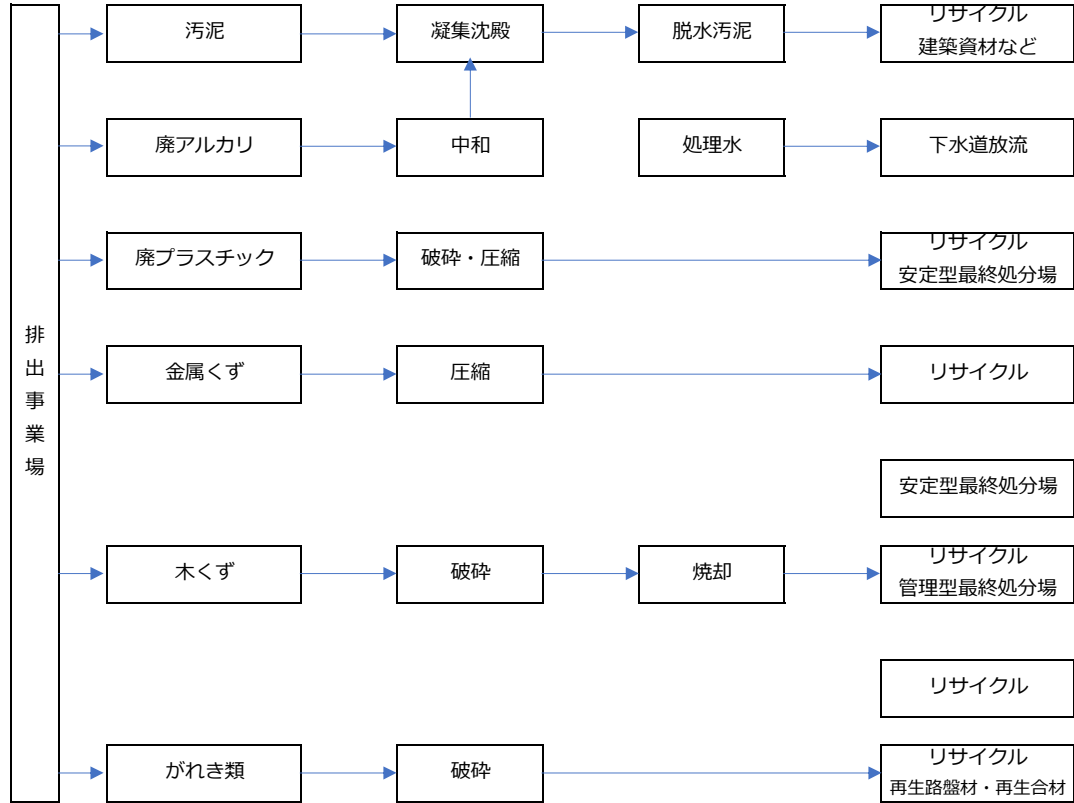 排出事業場
汚泥
凝集沈殿
脱水汚泥
リサイクル
建築資材など
廃アルカリ
中和
処理水
下水道放流
廃プラスチック
破砕・圧縮
リサイクル
安定型最終処分場
金属くず
圧縮
リサイクル
安定型最終処分場
木くず
破砕
焼却
リサイクル
管理型最終処分場
リサイクル
がれき類
破砕
リサイクル
再生路盤材・再生合材